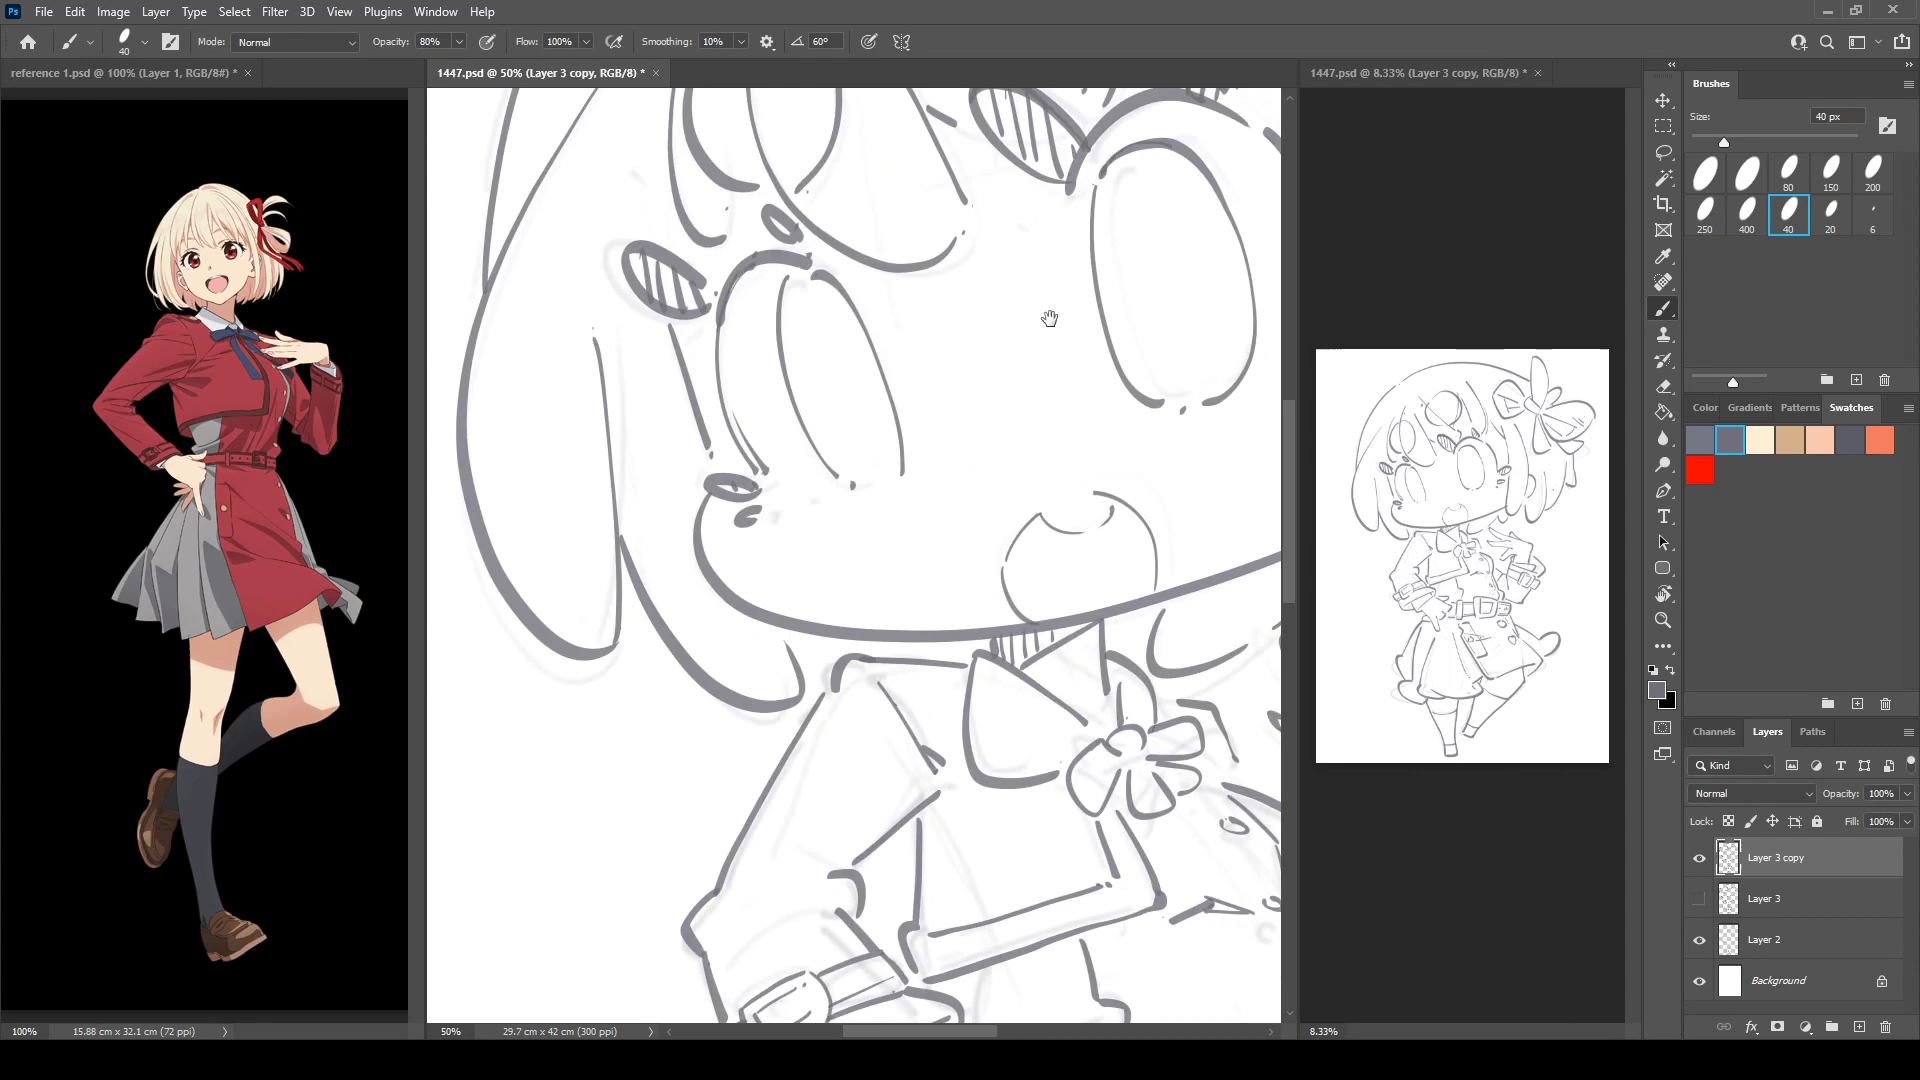 Ps File Edit Image Layer Type Select Filter 3D View Plugins Window Help
40 Mode: Normal Opacity: 80% Flow: 100% Smoothing: 10% 60°
reference 1.psd @ 100% (Layer 1, RGB/8#) * ×
1447.psd @ 50% (Layer 3 copy, RGB/8) * ×
1447.psd @ 8.33% (Layer 3 copy, RGB/8) * ×
Brushes
Size: 40 px
80 150 200
250 400 40 20 6
Color Gradients Patterns Swatches
Channels Layers Paths
Kind
Normal Opacity: 100%
Lock: Fill: 100%
Layer 3 copy
Layer 3
Layer 2
Background
100% 15.88 cm x 32.1 cm (72 ppi)
50% 29.7 cm x 42 cm (300 ppi)
8.33%